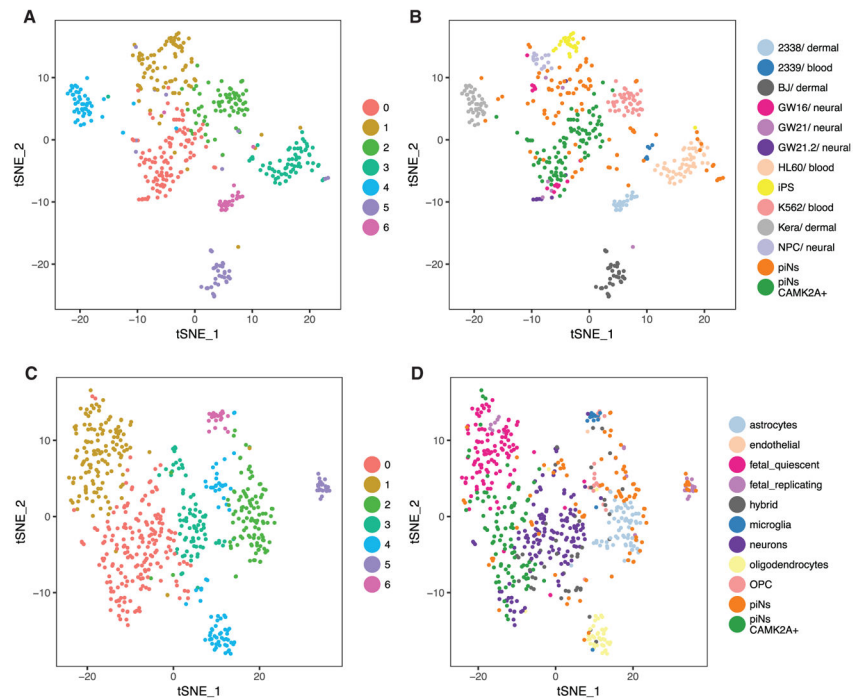 A
B
10
0
−10
−20
tSNE_2
−20
−10
0
10
20
tSNE_1
0
1
2
3
4
5
6
10
0
−10
−20
tSNE_2
−20
−10
0
10
20
tSNE_1
2338/ dermal
2339/ blood
BJ/ dermal
GW16/ neural
GW21/ neural
GW21.2/ neural
HL60/ blood
iPS
K562/ blood
Kera/ dermal
NPC/ neural
piNs
piNs
CAMK2A+
C
D
10
0
−10
tSNE_2
−20
0
20
tSNE_1
0
1
2
3
4
5
6
10
0
−10
tSNE_2
−20
0
20
tSNE_1
astrocytes
endothelial
fetal_quiescent
fetal_replicating
hybrid
microglia
neurons
oligodendrocytes
OPC
piNs
piNs
CAMK2A+